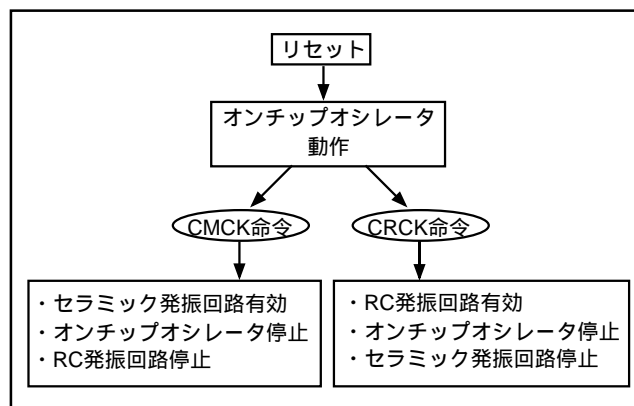 リセット
オンチップオシレータ
動作
CMCK命令
CRCK命令
・セラミック発振回路有効
・オンチップオシレータ停止
・RC発振回路停止
・RC発振回路有効
・オンチップオシレータ停止
・セラミック発振回路停止